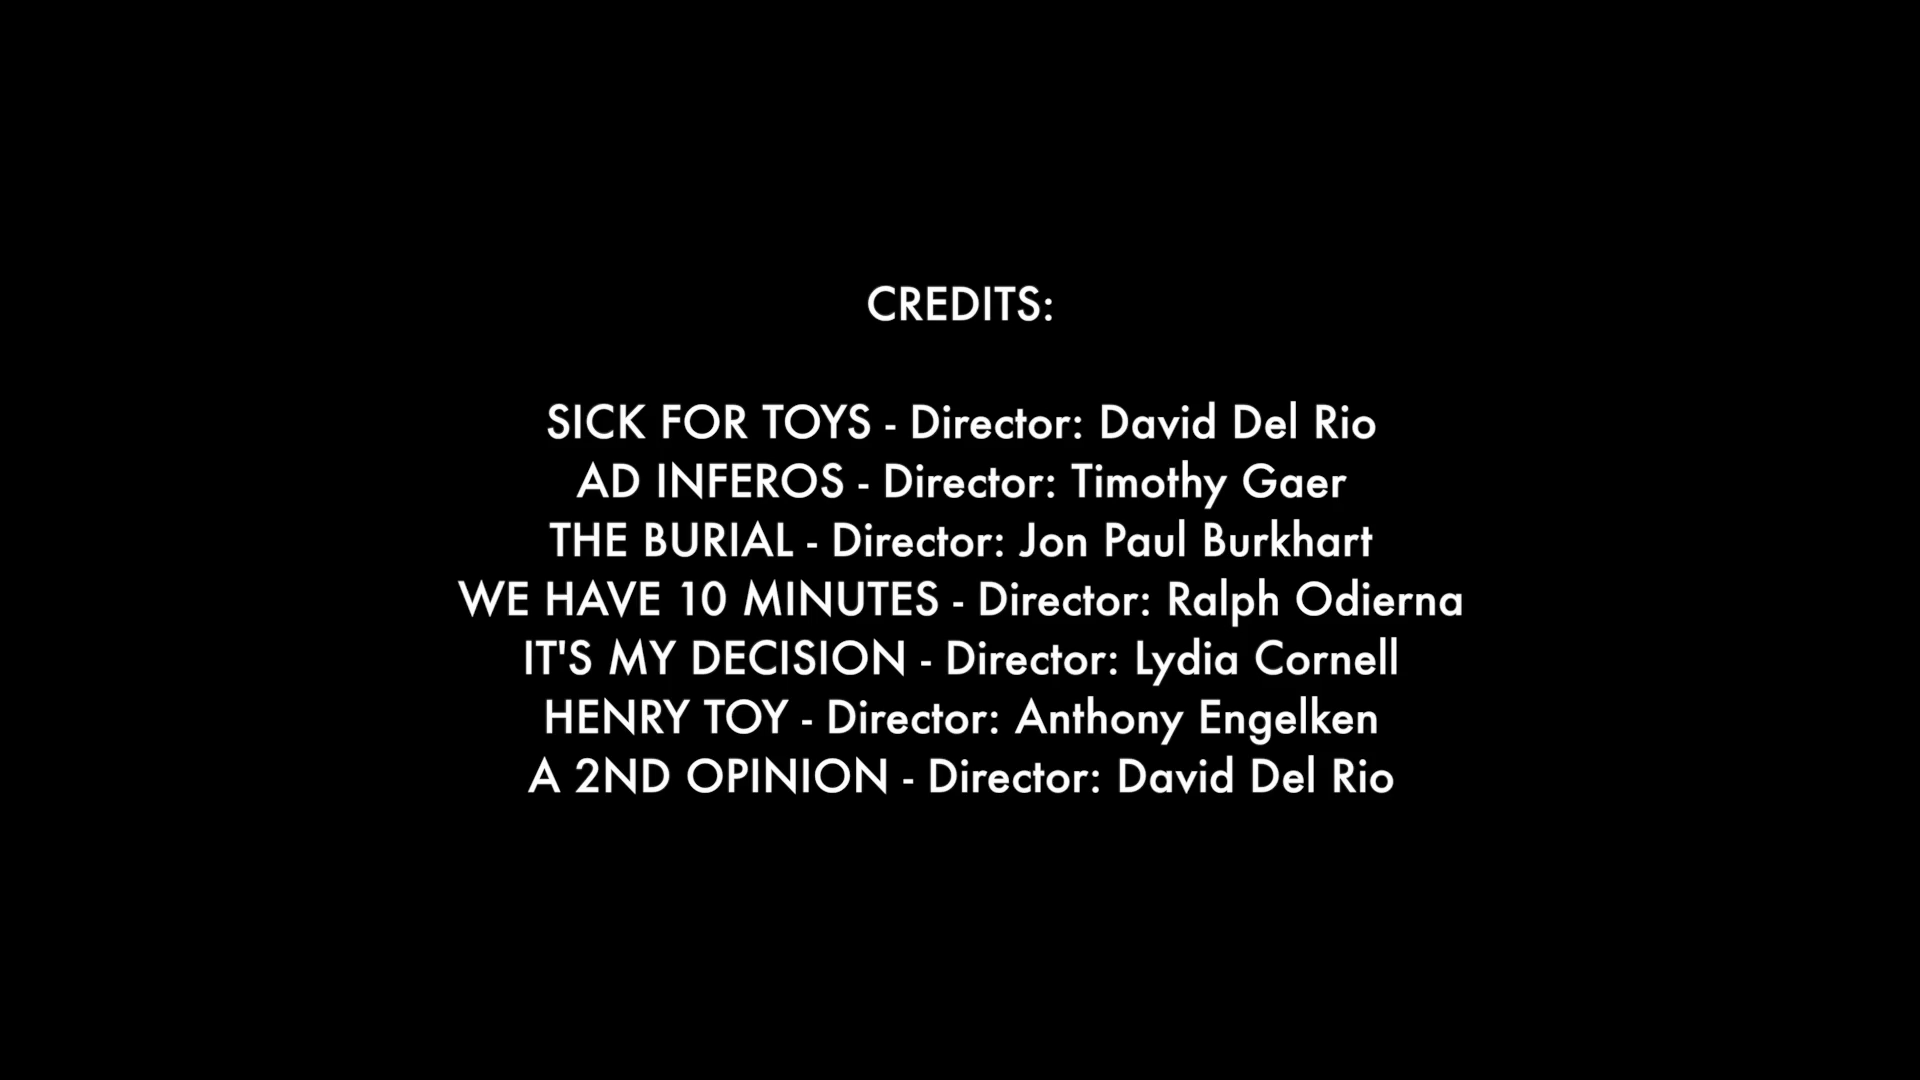 CREDITS:
SICK FOR TOYS - Director: David Del Rio
AD INFEROS - Director: Timothy Gaer
THE BURIAL - Director: Jon Paul Burkhart
WE HAVE 10 MINUTES - Director: Ralph Odierna
IT'S MY DECISION - Director: Lydia Cornell
HENRY TOY - Director: Anthony Engelken
A 2ND OPINION - Director: David Del Rio